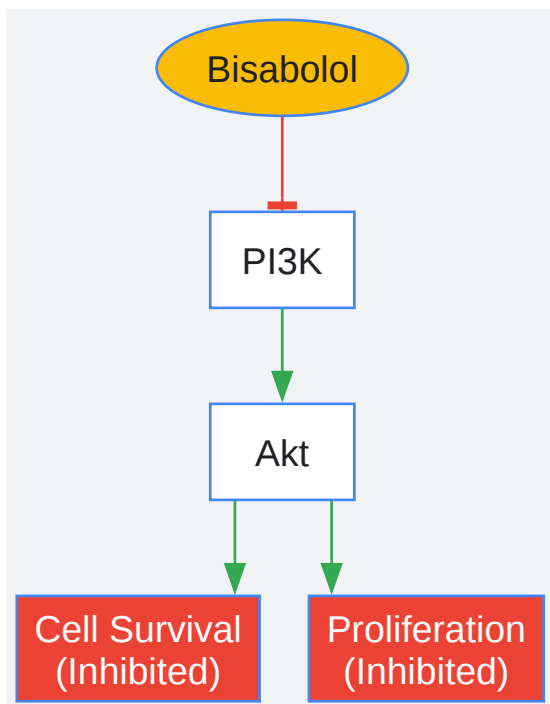 Bisabolol
PI3K
Akt
Cell Survival
(Inhibited)
Proliferation
(Inhibited)